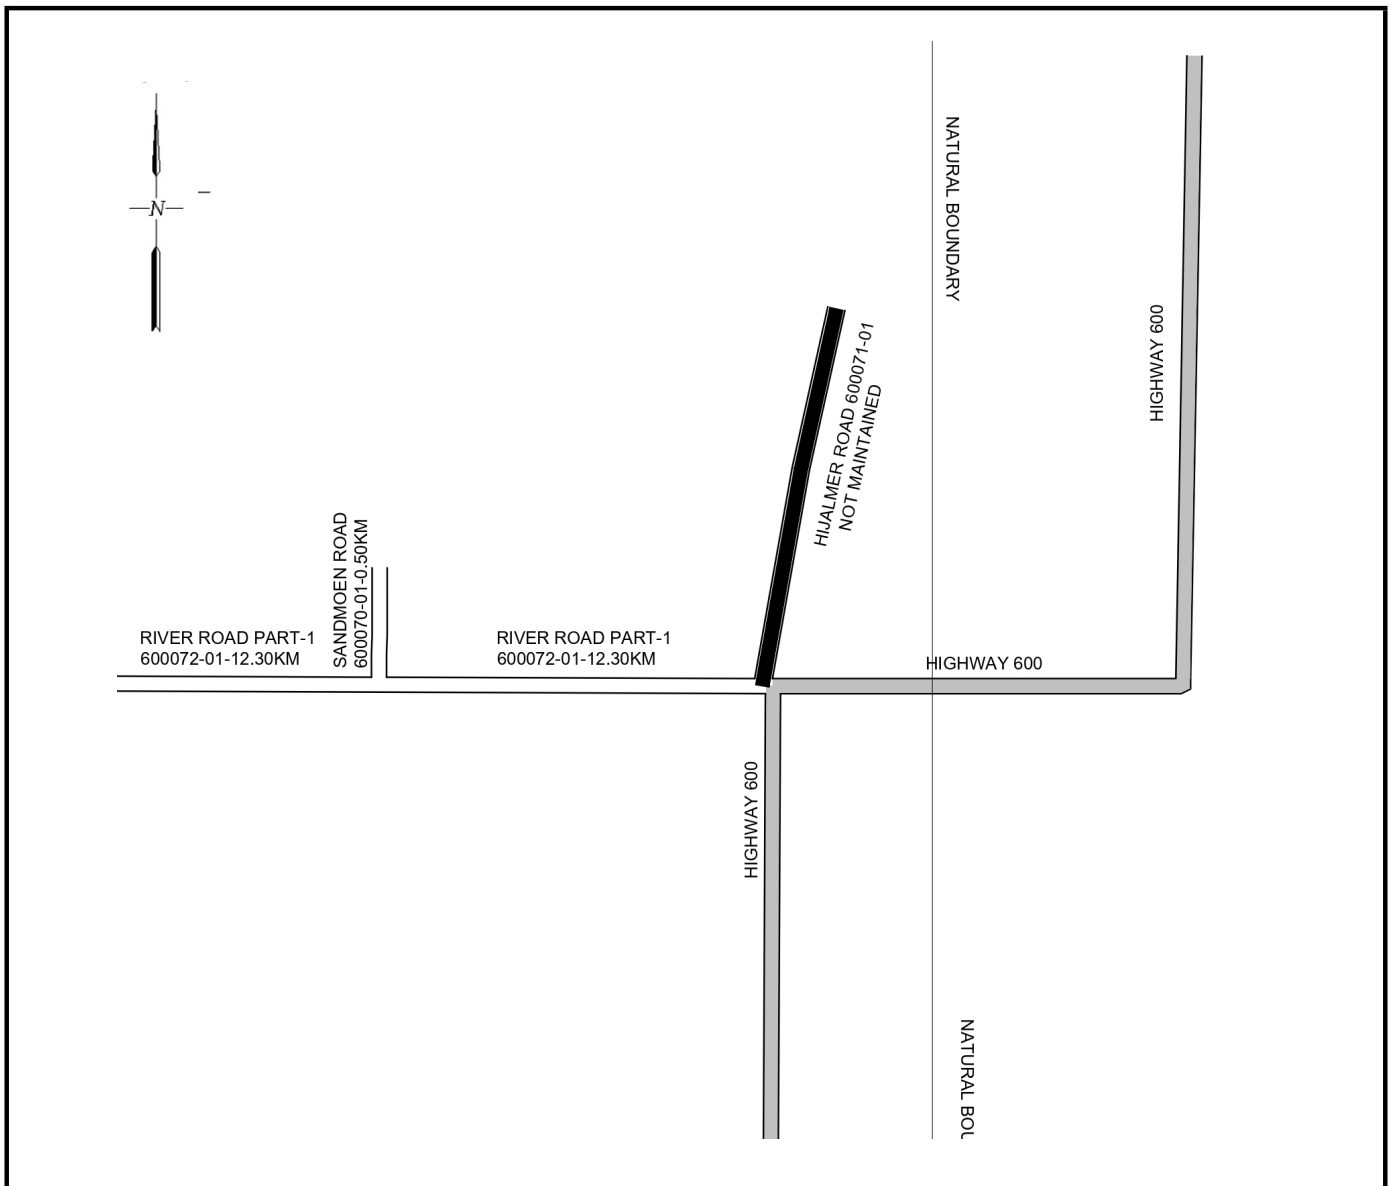 N
NATURAL BOUNDARY
HIGHWAY 600
HIJALMER ROAD 600071-01
NOT MAINTAINED
SANDMOEN ROAD
600070-01-0.50KM
RIVER ROAD PART-1
600072-01-12.30KM
RIVER ROAD PART-1
600072-01-12.30KM
HIGHWAY 600
HIGHWAY 600
NATURAL BOU